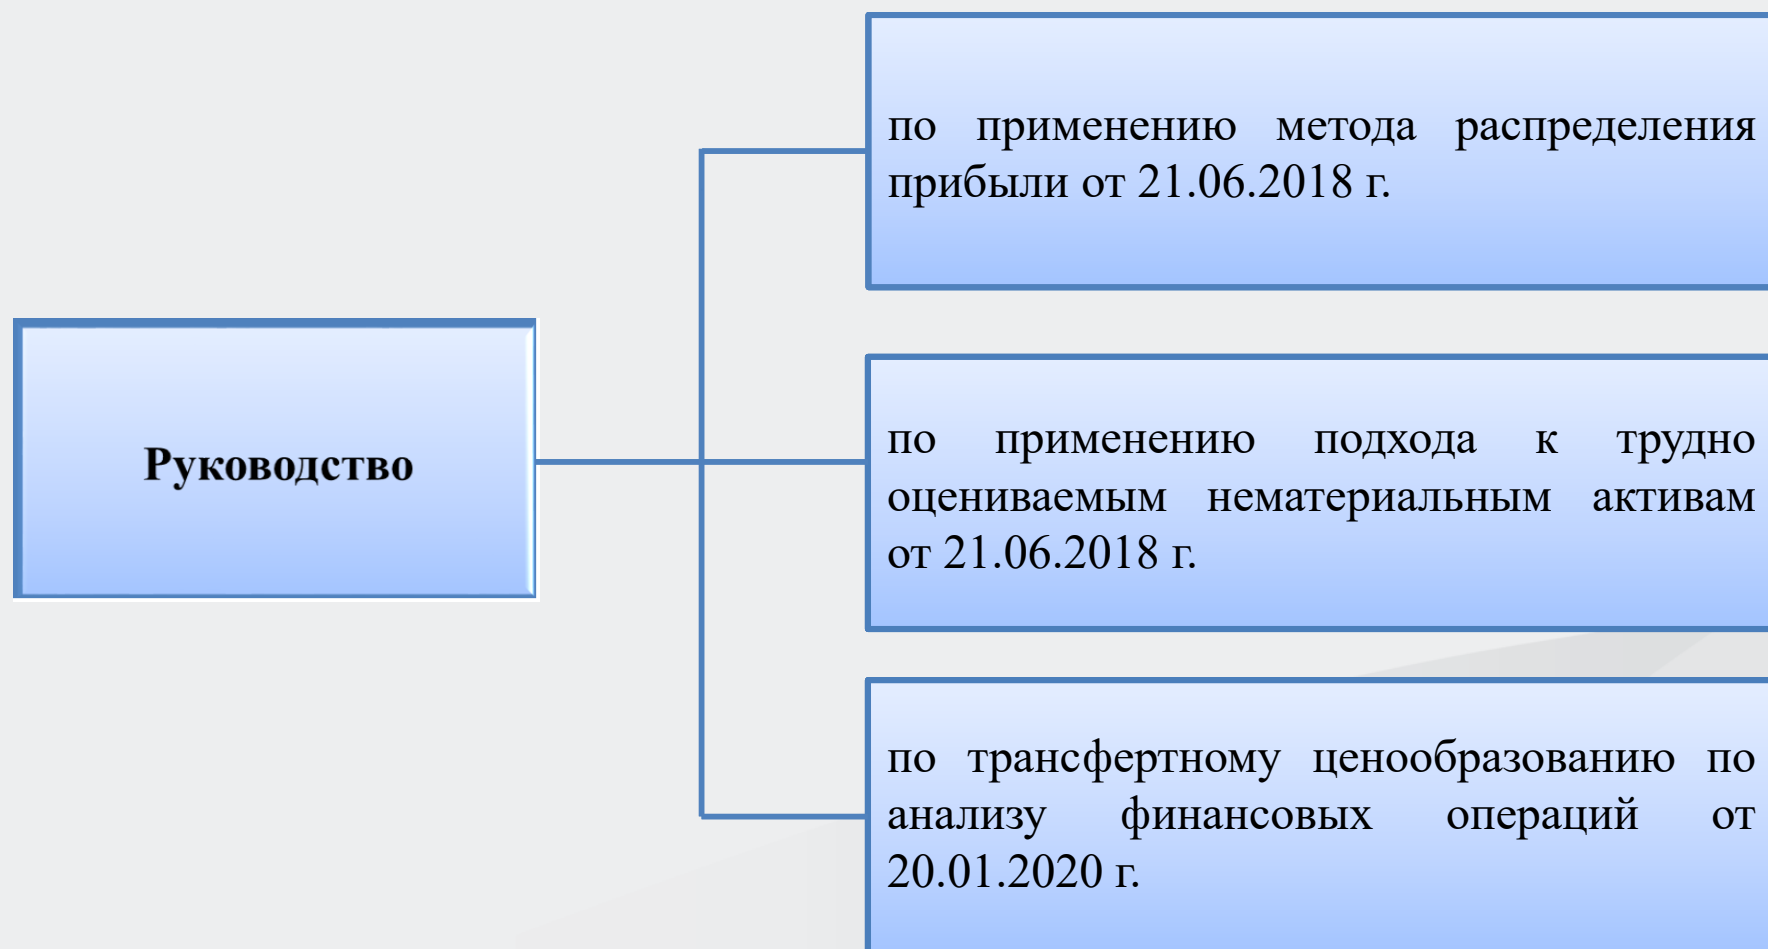 Руководство
по применению метода распределения
прибыли от 21.06.2018 г.
по применению подхода к трудно
оцениваемым нематериальным активам
от 21.06.2018 г.
по трансфертному ценообразованию по
анализу финансовых операций от
20.01.2020 г.